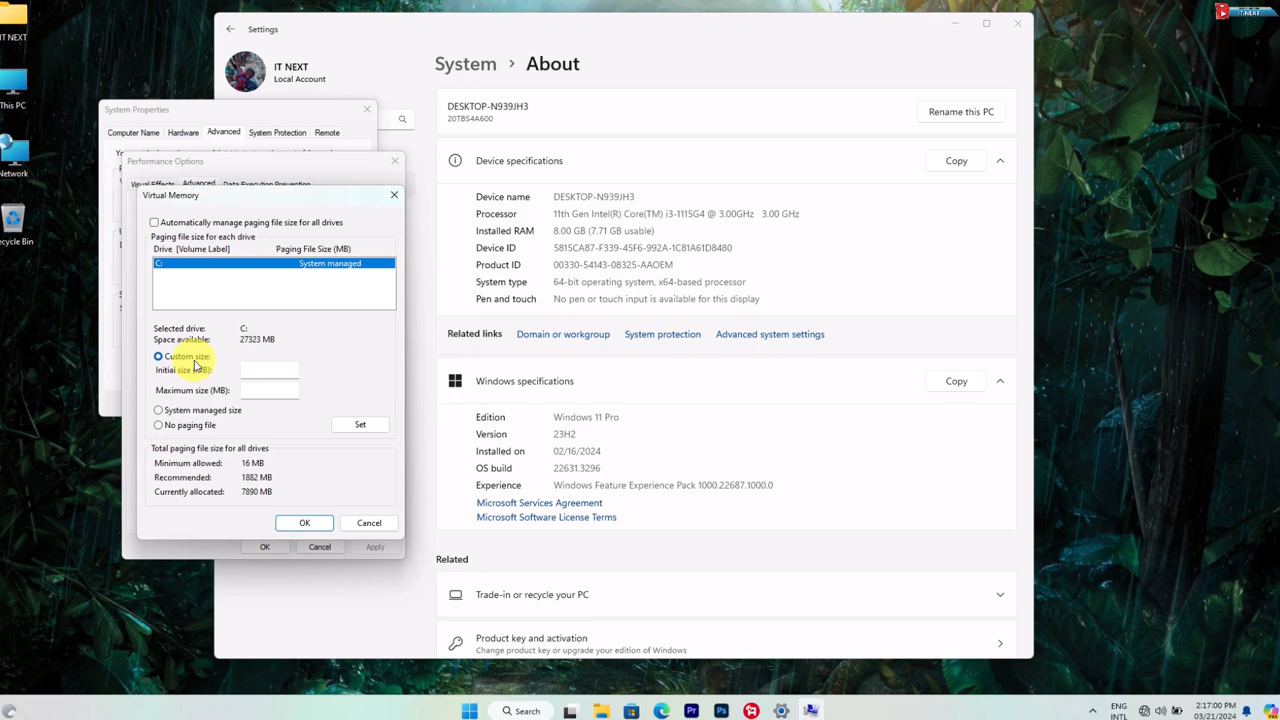 IT NEXT
This PC
Network
Recycle Bin
IT.NEXT
Settings
IT NEXT
Local Account
System > About
DESKTOP-N939JH3
20TBS4A600
Rename this PC
Device specifications
Copy
Device name DESKTOP-N939JH3
Processor 11th Gen Intel(R) Core(TM) i3-1115G4 @ 3.00GHz 3.00 GHz
Installed RAM 8.00 GB (7.71 GB usable)
Device ID 5815CA87-F339-45F6-992A-1C81A61D8480
Product ID 00330-54143-08325-AAOEM
System type 64-bit operating system, x64-based processor
Pen and touch No pen or touch input is available for this display
Related links Domain or workgroup System protection Advanced system settings
Windows specifications
Copy
Edition Windows 11 Pro
Version 23H2
Installed on 02/16/2024
OS build 22631.3296
Experience Windows Feature Experience Pack 1000.22687.1000.0
Microsoft Services Agreement
Microsoft Software License Terms
Related
Trade-in or recycle your PC
Product key and activation
Change product key or upgrade your edition of Windows
System Properties
Computer Name Hardware Advanced System Protection Remote
Performance Options
Visual Effects Advanced Data Execution Prevention
Virtual Memory
Automatically manage paging file size for all drives
Paging file size for each drive
Drive [Volume Label] Paging File Size (MB)
C: System managed
Selected drive: C:
Space available: 27323 MB
Custom size:
Initial size (MB):
Maximum size (MB):
System managed size
No paging file
Set
Total paging file size for all drives
Minimum allowed: 16 MB
Recommended: 1882 MB
Currently allocated: 7890 MB
OK Cancel
OK Cancel Apply
Search
Pr
Ps
ENG
INTL
2:17:00 PM
03/21/2024